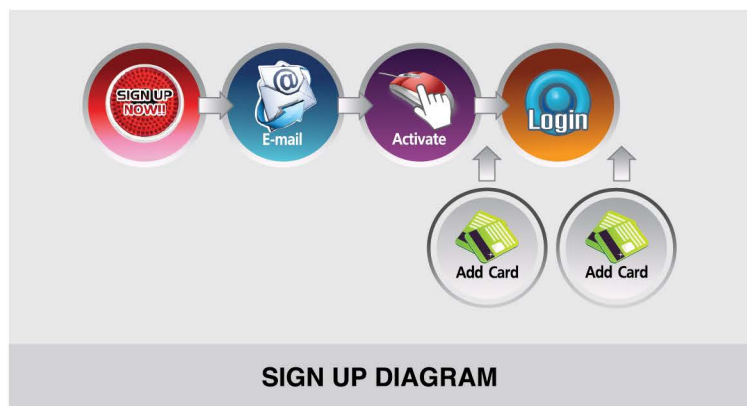 SIGN UP
NOW!!
@
E-mail
Activate
Login
Add Card
Add Card
SIGN UP DIAGRAM